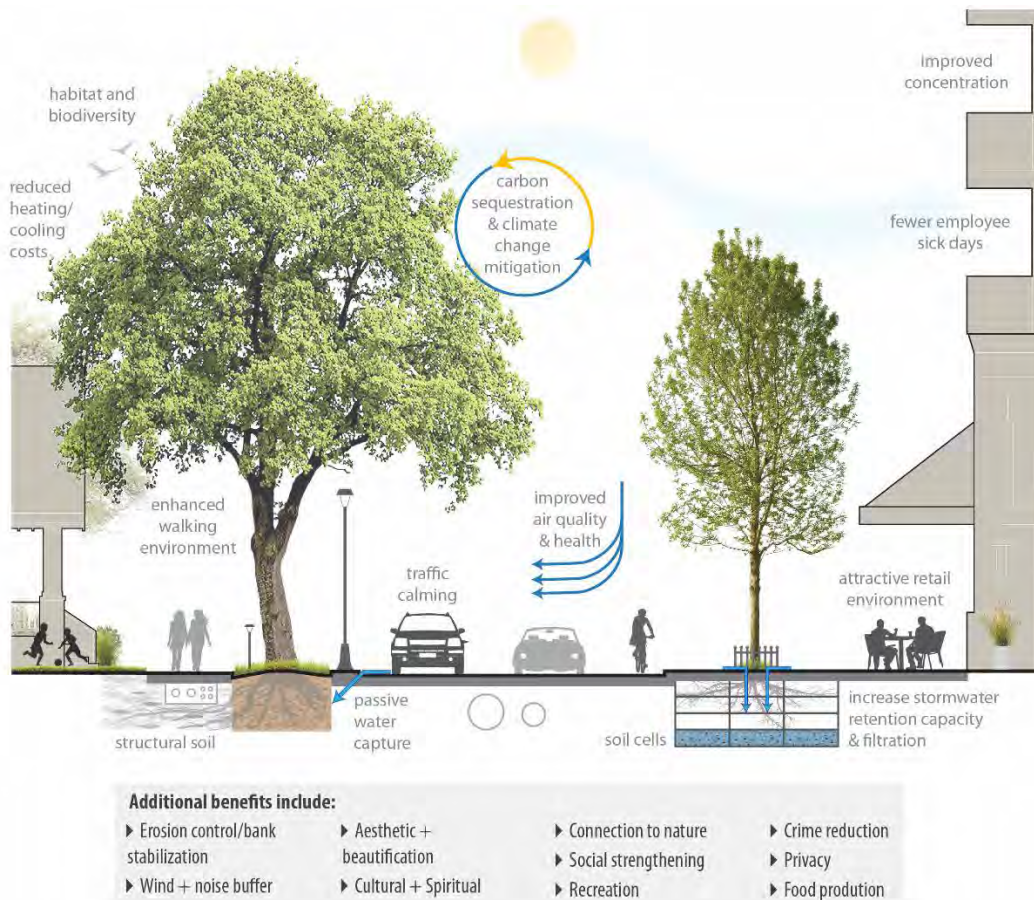 improved
concentration
habitat and
biodiversity
reduced
heating/
cooling
costs
carbon
sequestration
& climate
change
mitigation
fewer employee
sick days
enhanced
walking
environment
improved
air quality
& health
traffic
calming
attractive retail
environment
structural soil
passive
water
capture
soil cells
increase stormwater
retention capacity
& filtration
Additional benefits include:
▶ Erosion control/bank
stabilization
▶ Wind + noise buffer
▶ Aesthetic +
beautification
▶ Cultural + Spiritual
▶ Connection to nature
▶ Social strengthening
▶ Recreation
▶ Crime reduction
▶ Privacy
▶ Food prodution